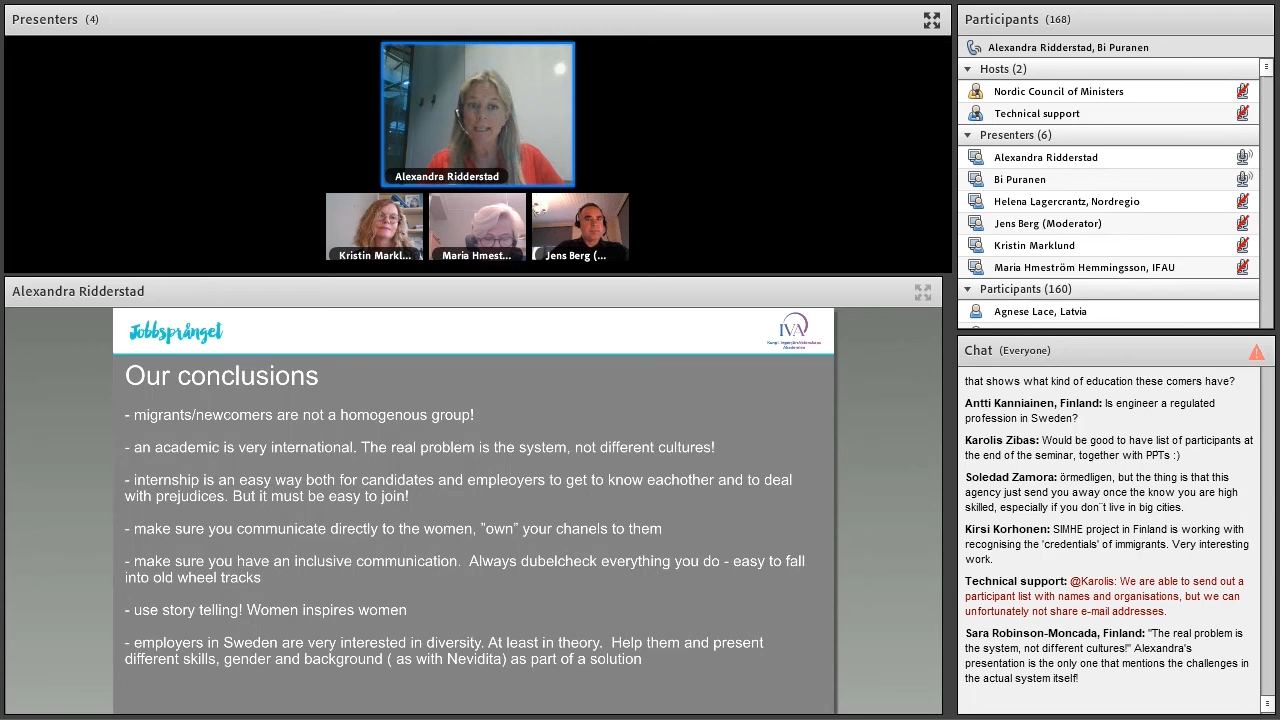 Presenters (4)
Alexandra Ridderstad
Kristin Markl...
Maria Hmest...
Jens Berg (...
Alexandra Ridderstad
Jobbsprånget
IVA
Kungl. IngenjörsVetenskaps
Akademien
Our conclusions
- migrants/newcomers are not a homogenous group!
- an academic is very international. The real problem is the system, not different cultures!
- internship is an easy way both for candidates and empleoyers to get to know eachother and to deal
with prejudices. But it must be easy to join!
- make sure you communicate directly to the women, ”own” your chanels to them
- make sure you have an inclusive communication.  Always dubelcheck everything you do - easy to fall
into old wheel tracks
- use story telling! Women inspires women
- employers in Sweden are very interested in diversity. At least in theory.  Help them and present
different skills, gender and background ( as with Nevidita) as part of a solution
Participants (168)
Alexandra Ridderstad, Bi Puranen
Hosts (2)
Nordic Council of Ministers
Technical support
Presenters (6)
Alexandra Ridderstad
Bi Puranen
Helena Lagercrantz, Nordregio
Jens Berg (Moderator)
Kristin Marklund
Maria Hmeström Hemmingsson, IFAU
Participants (160)
Agnese Lace, Latvia
Chat (Everyone)
that shows what kind of education these comers have?
Antti Kanniainen, Finland: Is engineer a regulated
profession in Sweden?
Karolis Zibas: Would be good to have list of participants at
the end of the seminar, together with PPTs :)
Soledad Zamora: örmedligen, but the thing is that this
agency just send you away once the know you are high
skilled, especially if you don´t live in big cities.
Kirsi Korhonen: SIMHE project in Finland is working with
recognising the 'credentials' of immigrants. Very interesting
work.
Technical support: @Karolis: We are able to send out a
participant list with names and organisations, but we can
unfortunately not share e-mail addresses.
Sara Robinson-Moncada, Finland: "The real problem is
the system, not different cultures!" Alexandra's
presentation is the only one that mentions the challenges in
the actual system itself!